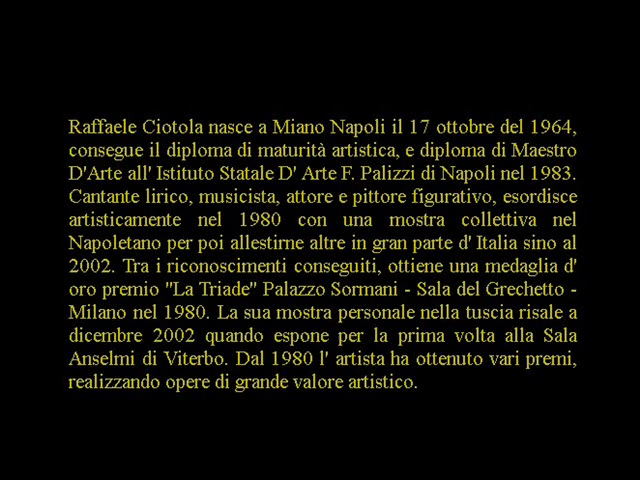 Raffaele Ciotola nasce a Miano Napoli il 17 ottobre del 1964,
consegue il diploma di maturità artistica, e diploma di Maestro
D'Arte all' Istituto Statale D' Arte F. Palizzi di Napoli nel 1983.
Cantante lirico, musicista, attore e pittore figurativo, esordisce
artisticamente nel 1980 con una mostra collettiva nel
Napoletano per poi allestirne altre in gran parte d' Italia sino al
2002. Tra i riconoscimenti conseguiti, ottiene una medaglia d'
oro premio "La Triade" Palazzo Sormani - Sala del Grechetto -
Milano nel 1980. La sua mostra personale nella tuscia risale a
dicembre 2002 quando espone per la prima volta alla Sala
Anselmi di Viterbo. Dal 1980 l' artista ha ottenuto vari premi,
realizzando opere di grande valore artistico.